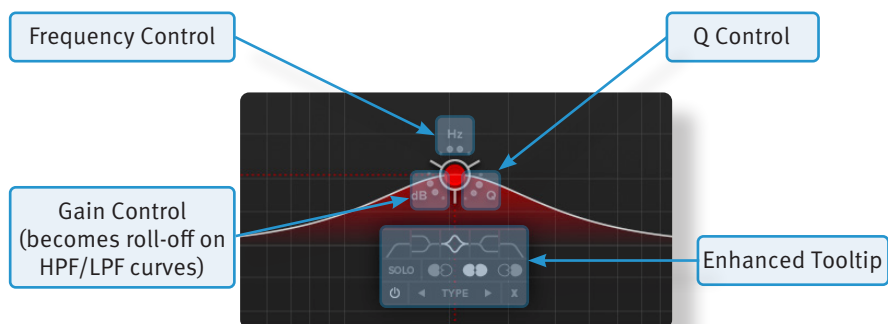 Frequency Control
Q Control
Hz
dB
Q
Gain Control
(becomes roll-off on
HPF/LPF curves)
SOLO
Enhanced Tooltip
TYPE
X